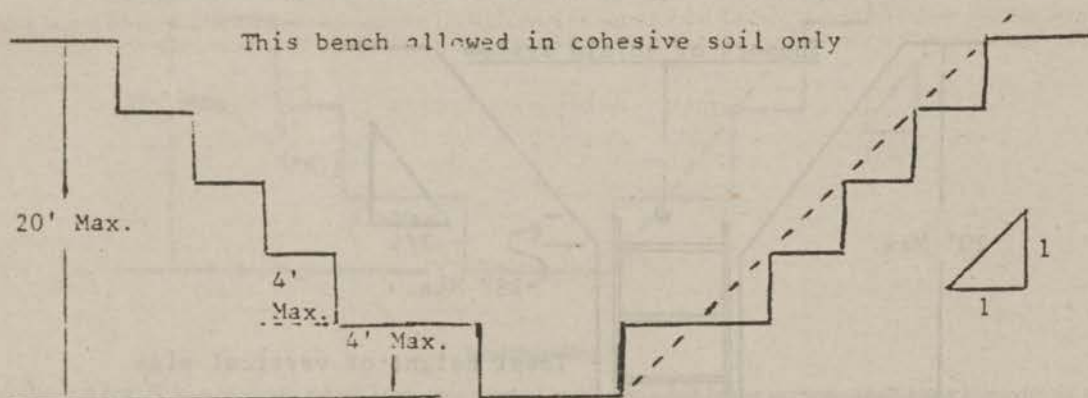 This bench allowed in cohesive soil only
20' Max.
4'
Max.
4' Max.
1
1